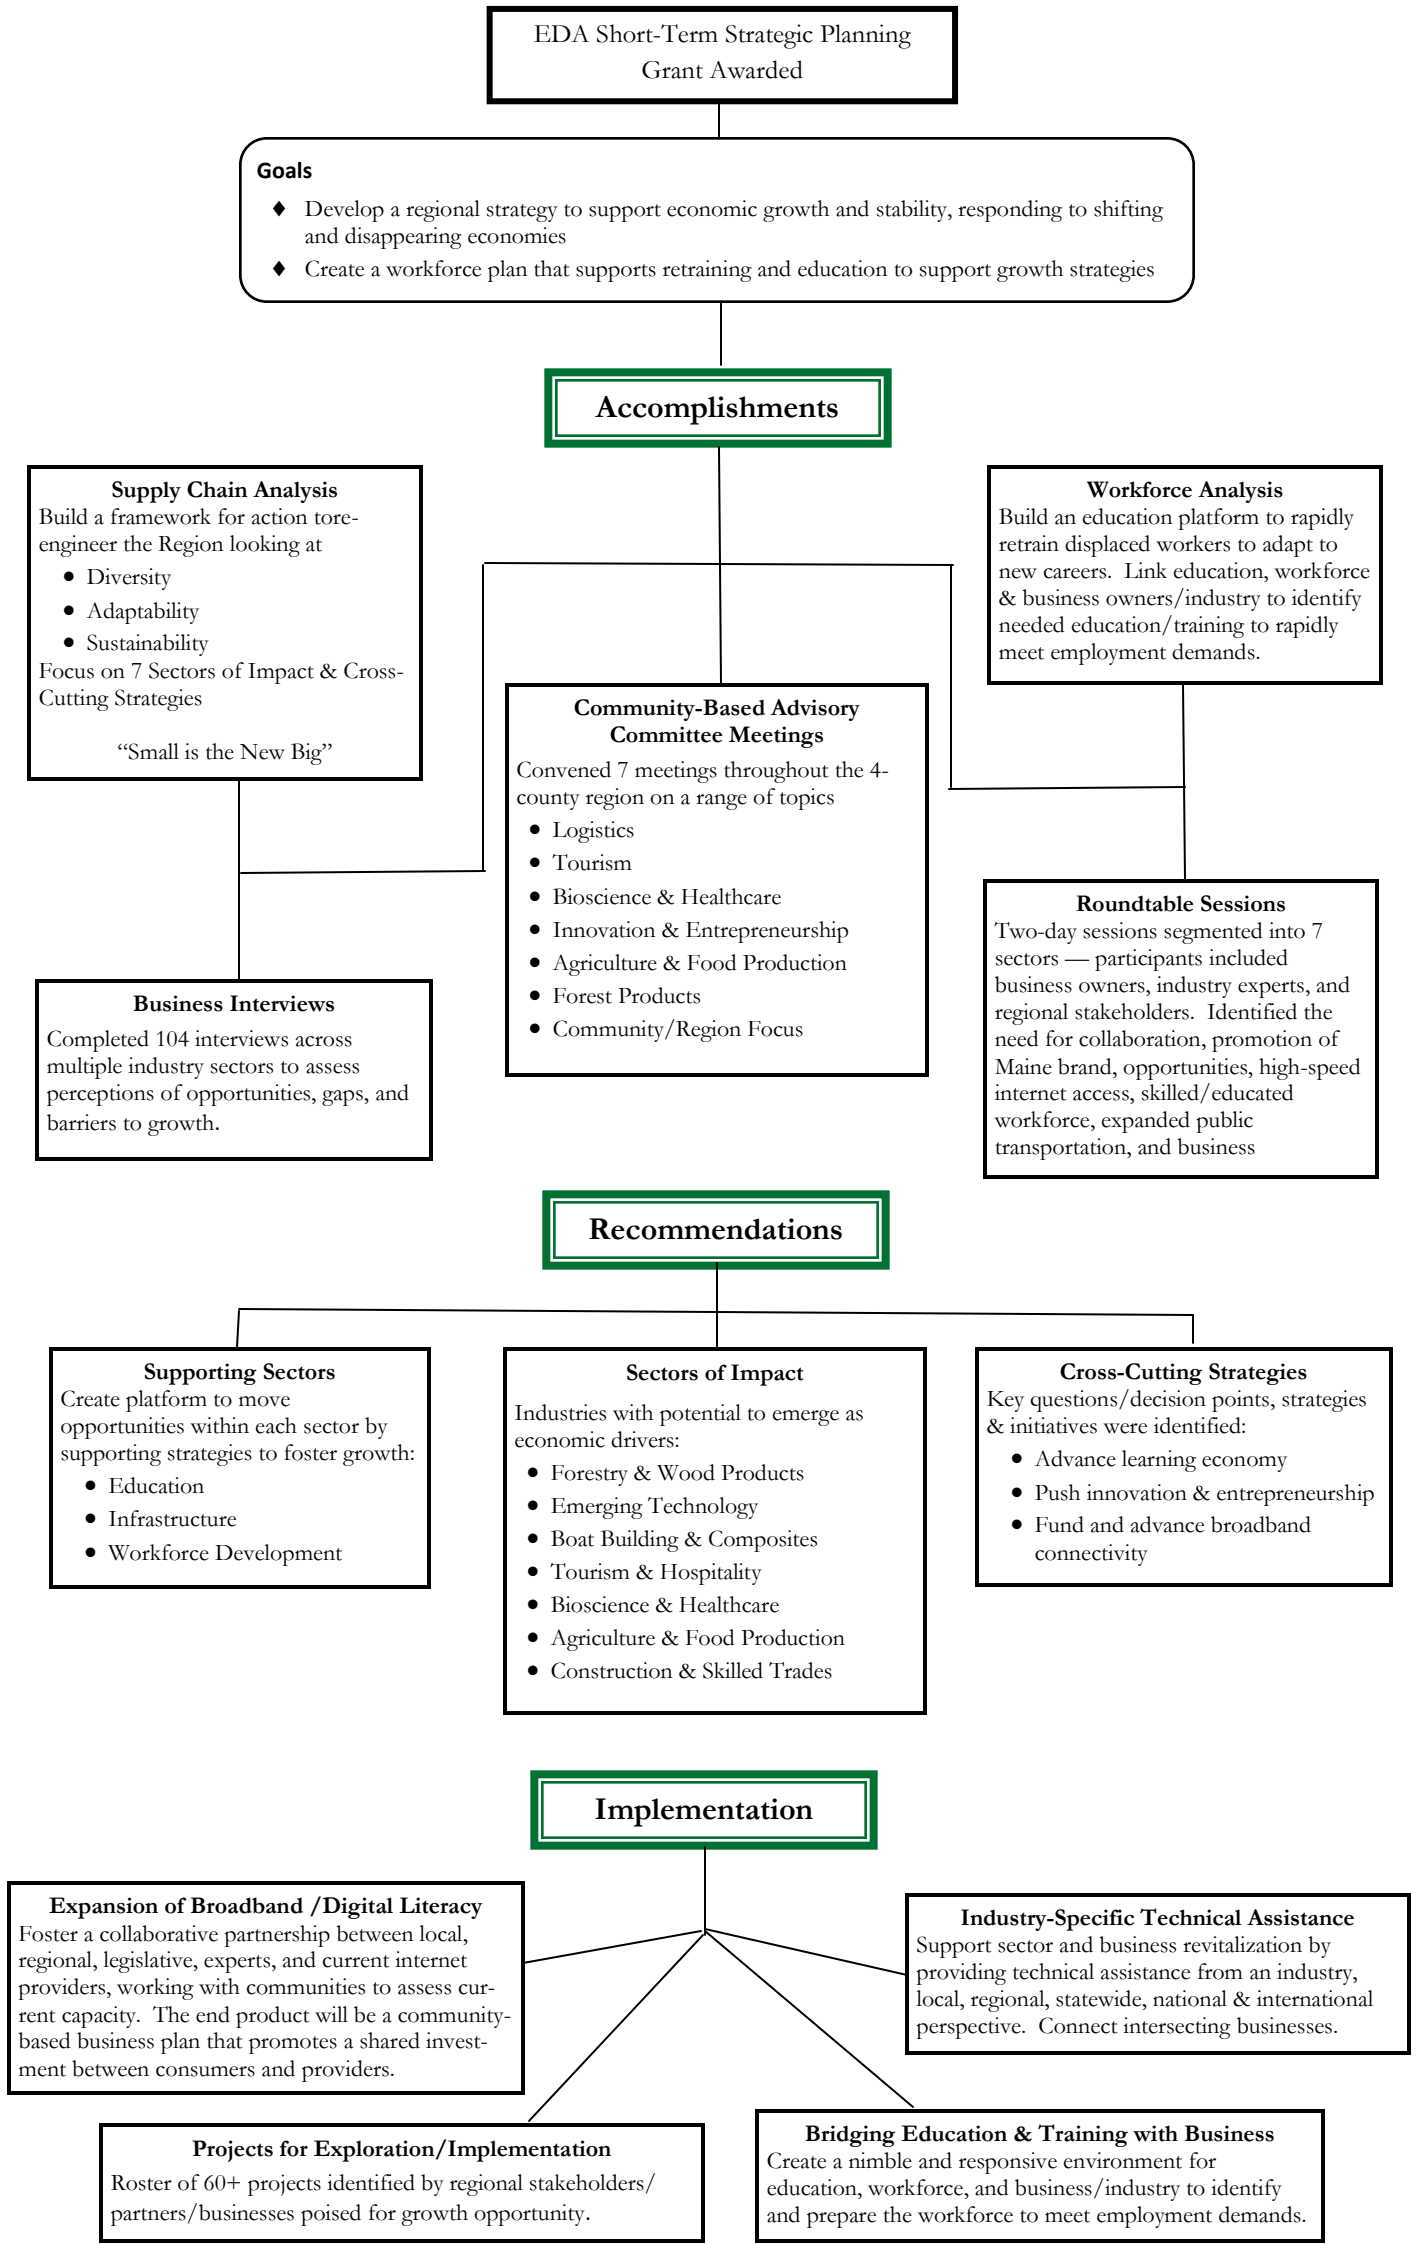 EDA Short-Term Strategic Planning
Grant Awarded
Goals
♦ Develop a regional strategy to support economic growth and stability, responding to shifting
and disappearing economies
♦ Create a workforce plan that supports retraining and education to support growth strategies
Accomplishments
Supply Chain Analysis
Build a framework for action tore-
engineer the Region looking at
• Diversity
• Adaptability
• Sustainability
Focus on 7 Sectors of Impact & Cross-
Cutting Strategies
“Small is the New Big”
Workforce Analysis
Build an education platform to rapidly
retrain displaced workers to adapt to
new careers.  Link education, workforce
& business owners/industry to identify
needed education/training to rapidly
meet employment demands.
Community-Based Advisory
Committee Meetings
Convened 7 meetings throughout the 4-
county region on a range of topics
• Logistics
• Tourism
• Bioscience & Healthcare
• Innovation & Entrepreneurship
• Agriculture & Food Production
• Forest Products
• Community/Region Focus
Business Interviews
Completed 104 interviews across
multiple industry sectors to assess
perceptions of opportunities, gaps, and
barriers to growth.
Roundtable Sessions
Two-day sessions segmented into 7
sectors — participants included
business owners, industry experts, and
regional stakeholders.  Identified the
need for collaboration, promotion of
Maine brand, opportunities, high-speed
internet access, skilled/educated
workforce, expanded public
transportation, and business
Recommendations
Supporting Sectors
Create platform to move
opportunities within each sector by
supporting strategies to foster growth:
• Education
• Infrastructure
• Workforce Development
Sectors of Impact
Industries with potential to emerge as
economic drivers:
• Forestry & Wood Products
• Emerging Technology
• Boat Building & Composites
• Tourism & Hospitality
• Bioscience & Healthcare
• Agriculture & Food Production
• Construction & Skilled Trades
Cross-Cutting Strategies
Key questions/decision points, strategies
& initiatives were identified:
• Advance learning economy
• Push innovation & entrepreneurship
• Fund and advance broadband
connectivity
Implementation
Expansion of Broadband /Digital Literacy
Foster a collaborative partnership between local,
regional, legislative, experts, and current internet
providers, working with communities to assess cur-
rent capacity.  The end product will be a community-
based business plan that promotes a shared invest-
ment between consumers and providers.
Industry-Specific Technical Assistance
Support sector and business revitalization by
providing technical assistance from an industry,
local, regional, statewide, national & international
perspective.  Connect intersecting businesses.
Projects for Exploration/Implementation
Roster of 60+ projects identified by regional stakeholders/
partners/businesses poised for growth opportunity.
Bridging Education & Training with Business
Create a nimble and responsive environment for
education, workforce, and business/industry to identify
and prepare the workforce to meet employment demands.